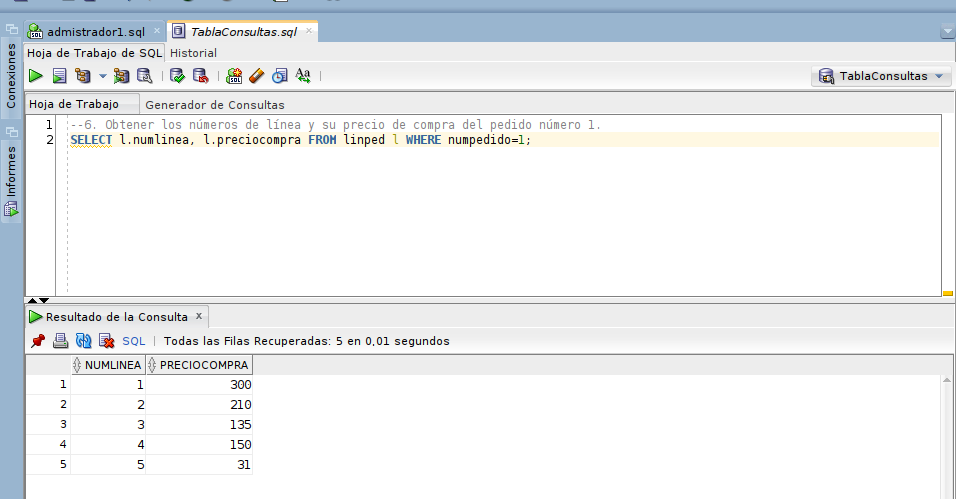 admistrador1.sql × TablaConsultas.sql ×
Conexiones
Informes
Hoja de Trabajo de SQL Historial
SQL Aa
TablaConsultas
Hoja de Trabajo Generador de Consultas
1 --6. Obtener los números de línea y su precio de compra del pedido número 1.
2 SELECT l.numlinea, l.preciocompra FROM linped l WHERE numpedido=1;
Resultado de la Consulta x
SQL | Todas las Filas Recuperadas: 5 en 0,01 segundos
NUMLINEA PRECIOCOMPRA
1 1 300
2 2 210
3 3 135
4 4 150
5 5 31